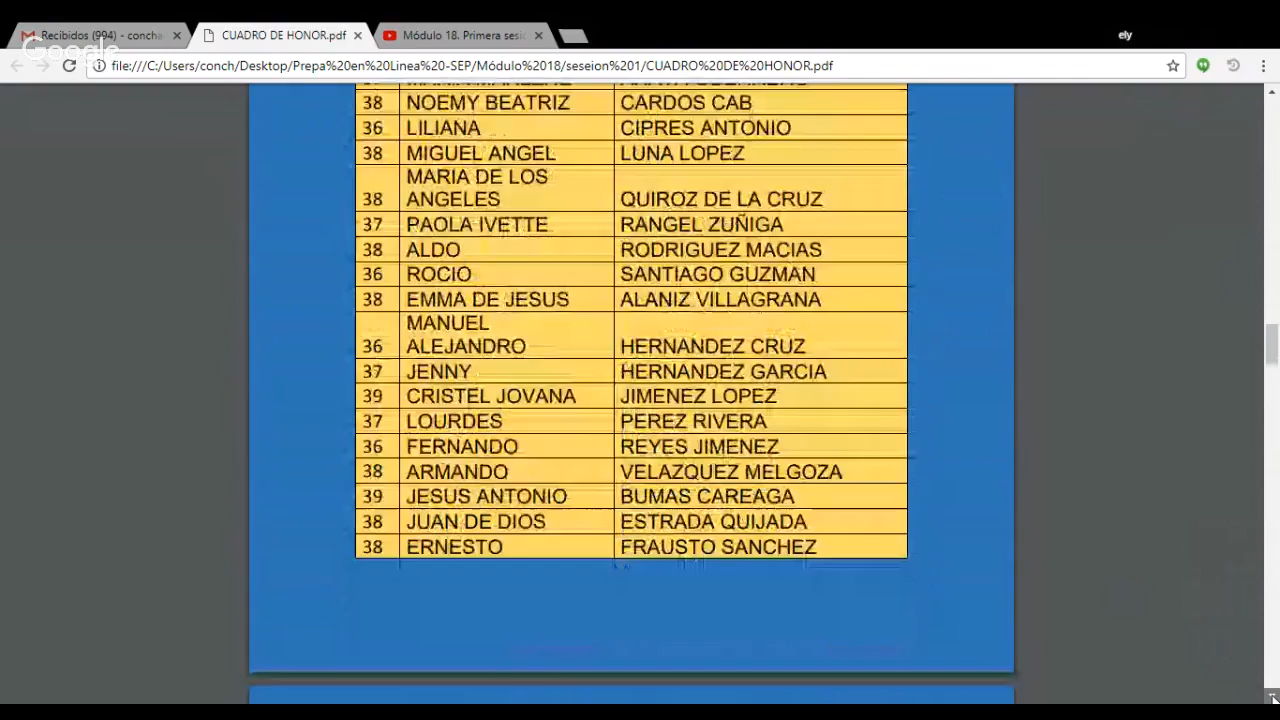 Recibidos (994) - concha
CUADRO DE HONOR.pdf
Módulo 18. Primera sesi
ely
Google
file:///C:/Users/conch/Desktop/Prepa%20en%20Linea%20-SEP/Módulo%2018/seseion%201/CUADRO%20DE%20HONOR.pdf
38 NOEMY BEATRIZ CARDOS CAB
36 LILIANA CIPRES ANTONIO
38 MIGUEL ANGEL LUNA LOPEZ
MARIA DE LOS
38 ANGELES QUIROZ DE LA CRUZ
37 PAOLA IVETTE RANGEL ZUÑIGA
38 ALDO RODRIGUEZ MACIAS
36 ROCIO SANTIAGO GUZMAN
38 EMMA DE JESUS ALANIZ VILLAGRANA
MANUEL
36 ALEJANDRO HERNANDEZ CRUZ
37 JENNY HERNANDEZ GARCIA
39 CRISTEL JOVANA JIMENEZ LOPEZ
37 LOURDES PEREZ RIVERA
36 FERNANDO REYES JIMENEZ
38 ARMANDO VELAZQUEZ MELGOZA
39 JESUS ANTONIO BUMAS CAREAGA
38 JUAN DE DIOS ESTRADA QUIJADA
38 ERNESTO FRAUSTO SANCHEZ